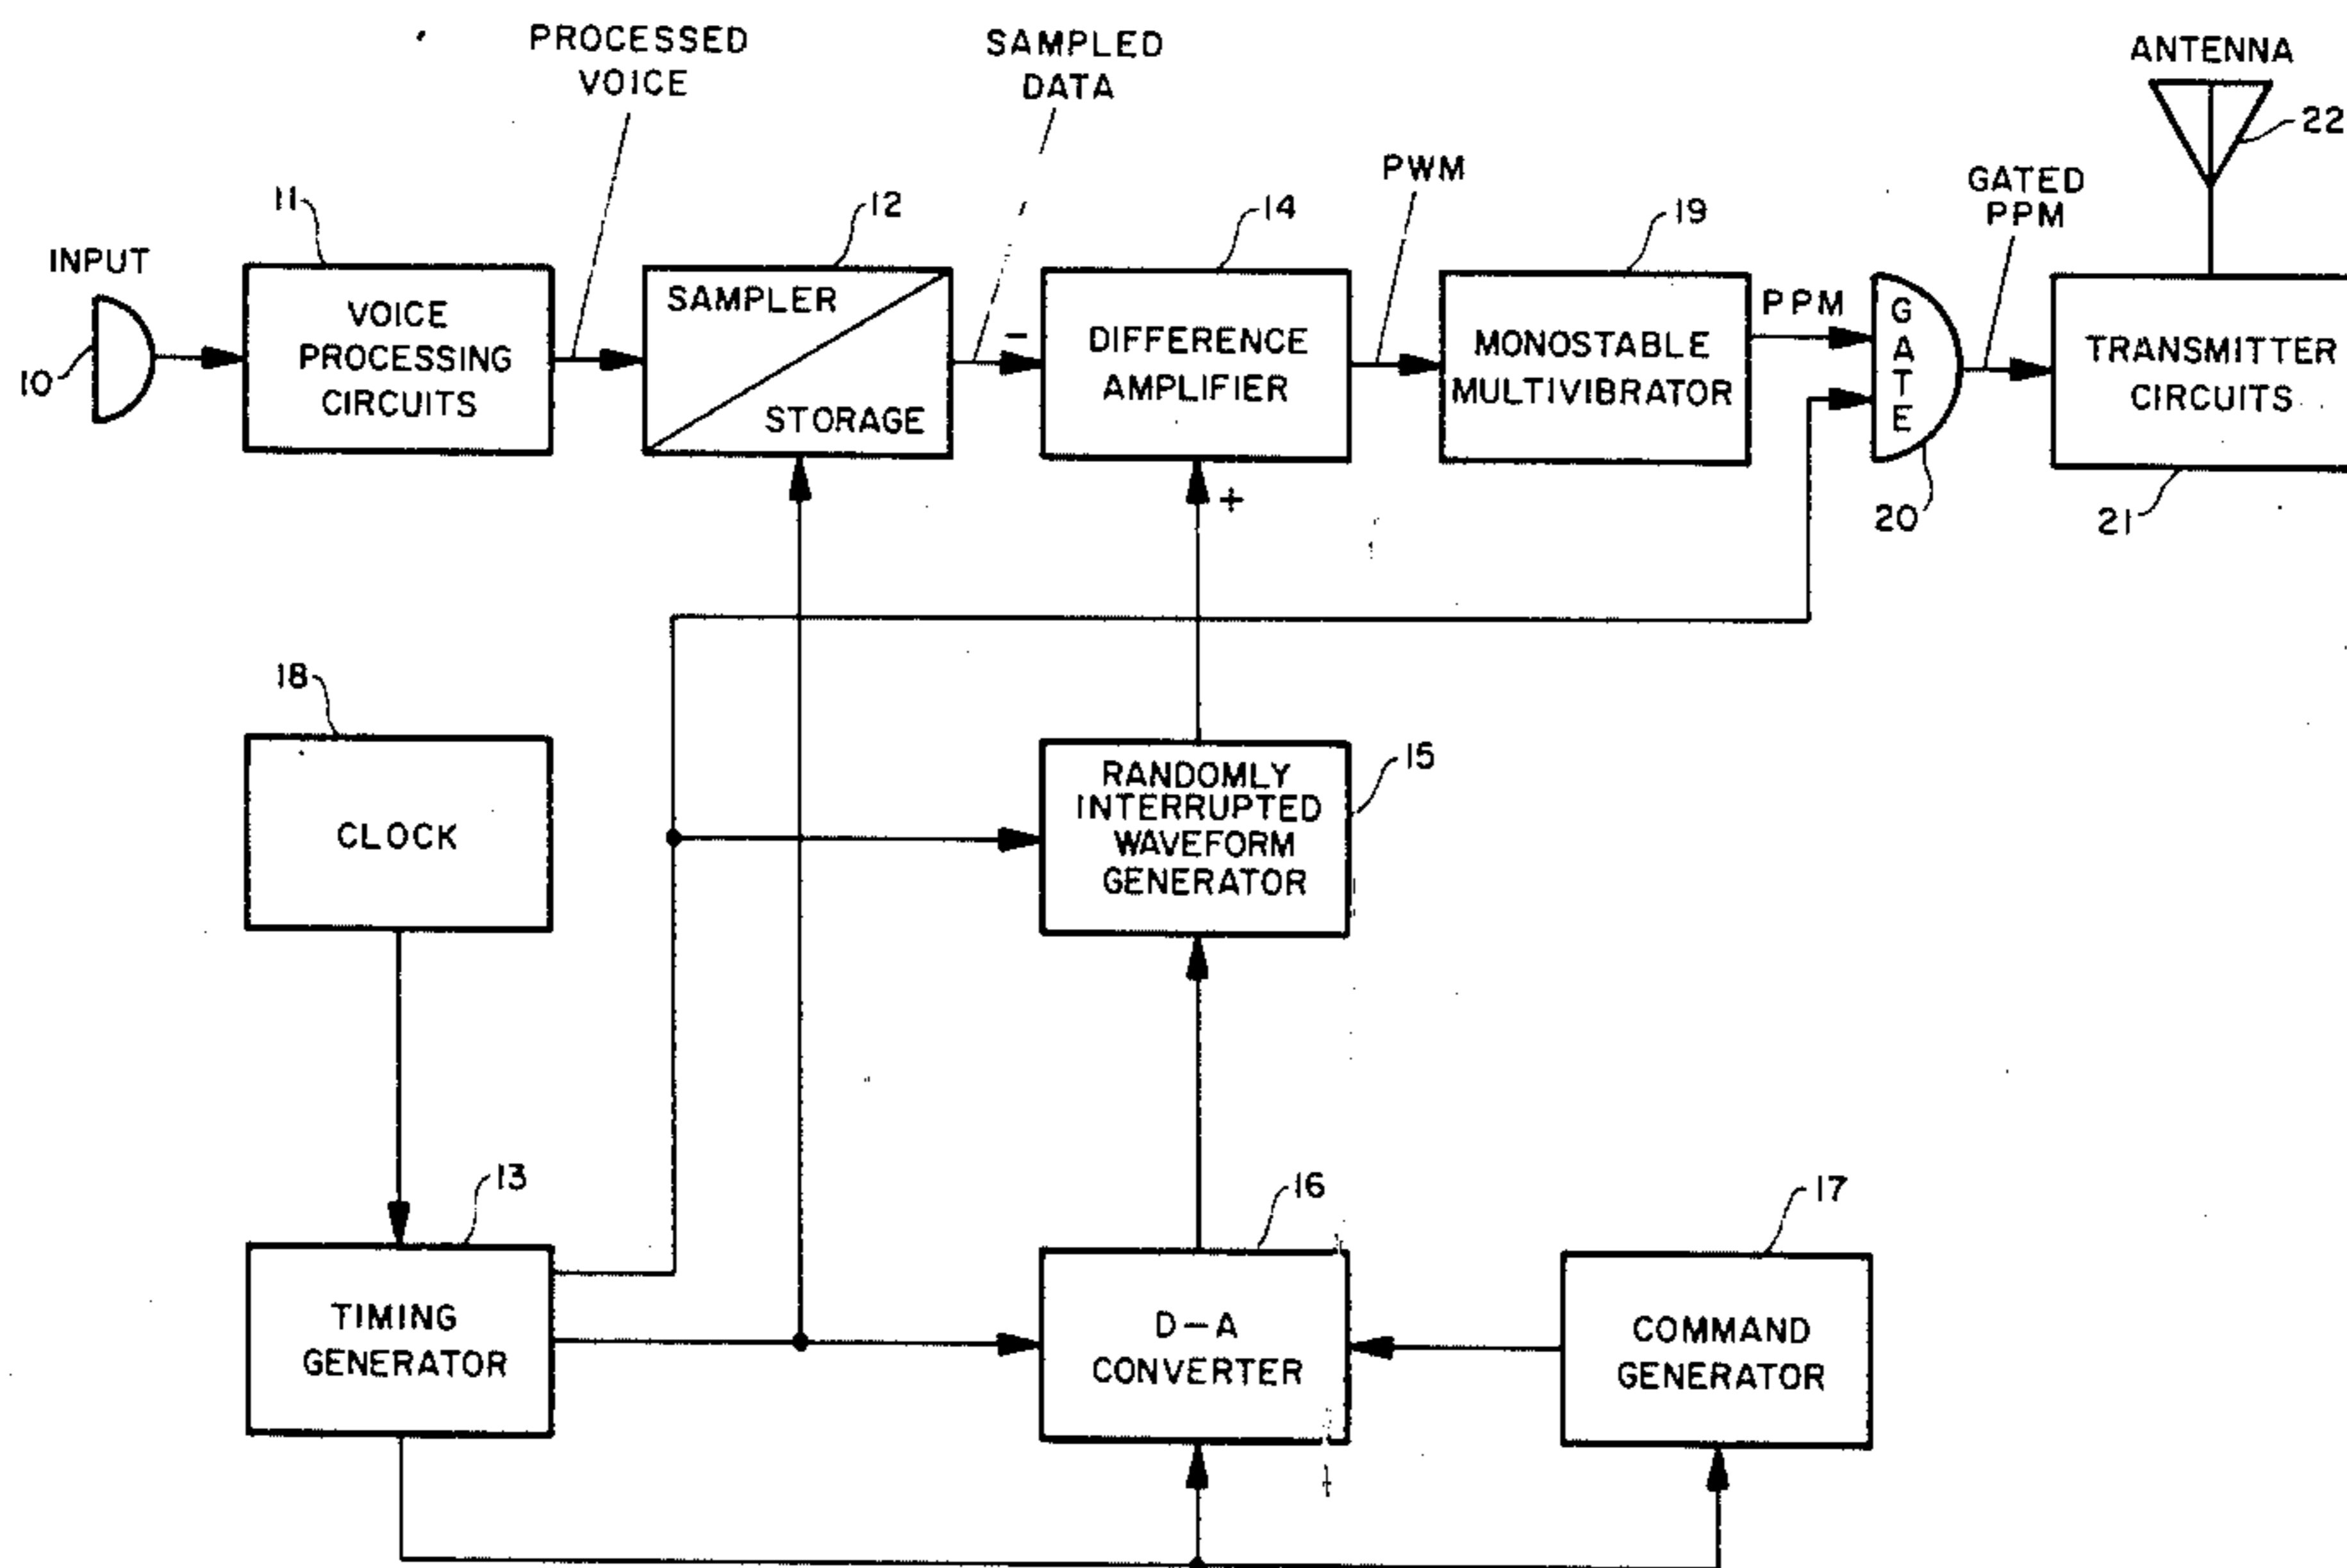 PROCESSED
VOICE
SAMPLED
DATA
ANTENNA
22
PWM
GATED
PPM
11
12
14
19
INPUT
10
VOICE
PROCESSING
CIRCUITS
SAMPLER
STORAGE
-
DIFFERENCE
AMPLIFIER
+
MONOSTABLE
MULTIVIBRATOR
PPM
GATE
20
TRANSMITTER
CIRCUITS
21
18
CLOCK
15
RANDOMLY
INTERRUPTED
WAVEFORM
GENERATOR
13
TIMING
GENERATOR
16
D-A
CONVERTER
17
COMMAND
GENERATOR